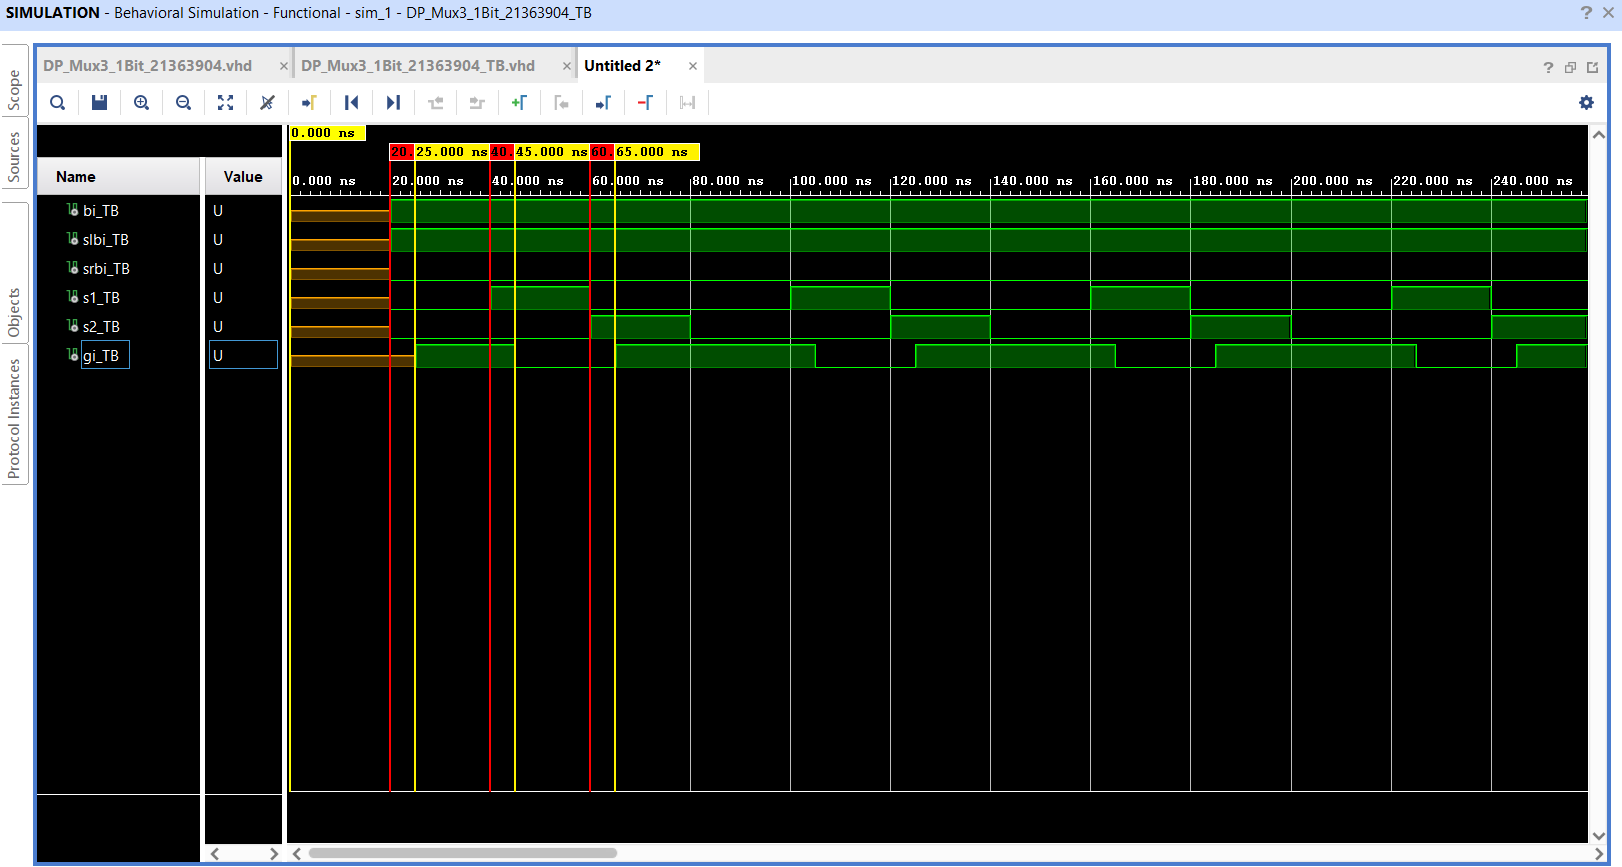 SIMULATION - Behavioral Simulation - Functional - sim_1 - DP_Mux3_1Bit_21363904_TB
? ×
Scope
Sources
Objects
Protocol Instances
DP_Mux3_1Bit_21363904.vhd ×
DP_Mux3_1Bit_21363904_TB.vhd ×
Untitled 2* ×
?
0.000 ns
20. 25.000 ns 40. 45.000 ns 60. 65.000 ns
Name Value
0.000 ns 20.000 ns 40.000 ns 60.000 ns 80.000 ns 100.000 ns 120.000 ns 140.000 ns 160.000 ns 180.000 ns 200.000 ns 220.000 ns 240.000 ns
bi_TB U
slbi_TB U
srbi_TB U
s1_TB U
s2_TB U
gi_TB U